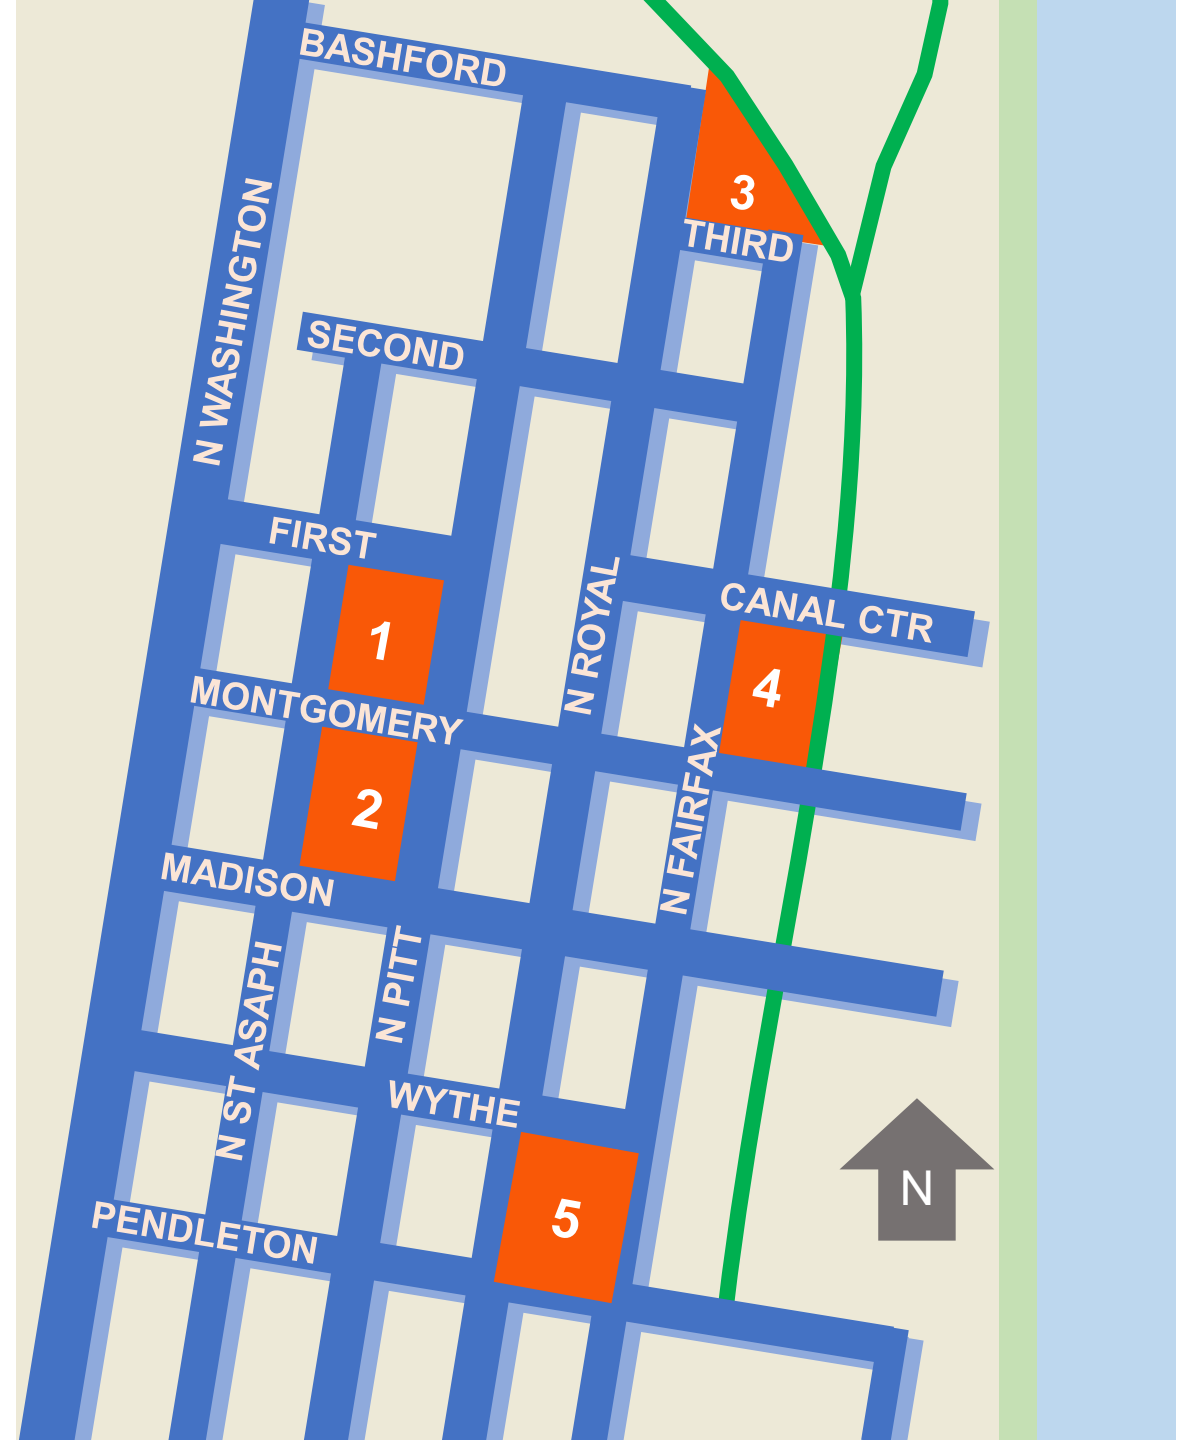 BASHFORD
3
THIRD
N WASHINGTON
SECOND
FIRST
CANAL CTR
1
N ROYAL
4
MONTGOMERY
2
N FAIRFAX
MADISON
N PITT
N ST ASAPH
WYTHE
N
5
PENDLETON